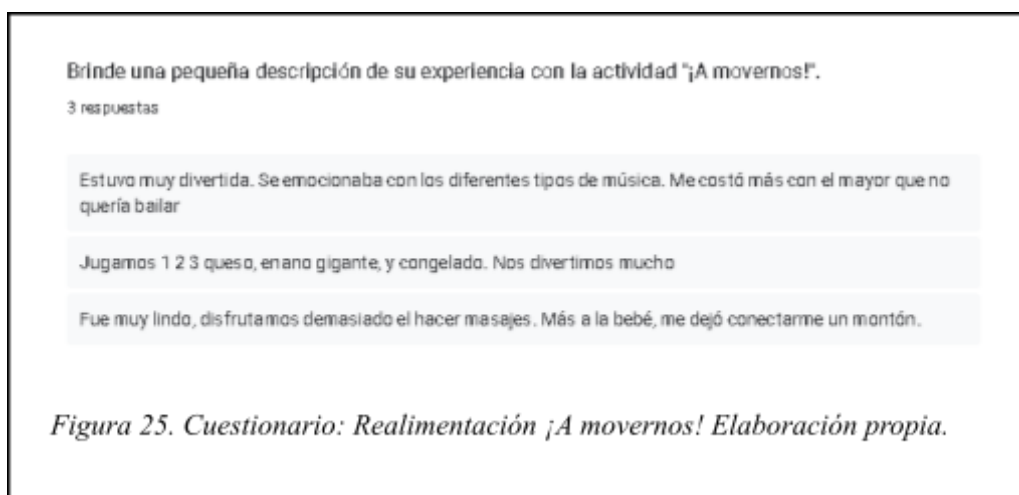 Brinde una pequeña descripción de su experiencia con la actividad "¡A movernos!".
3 respuestas
Estuvo muy divertida. Se emocionaba con los diferentes tipos de música. Me costó más con el mayor que no
quería bailar
Jugamos 1 2 3 queso, enano gigante, y congelado. Nos divertimos mucho
Fue muy lindo, disfrutamos demasiado el hacer masajes. Más a la bebé, me dejó conectarme un montón.
Figura 25. Cuestionario: Realimentación ¡A movernos! Elaboración propia.